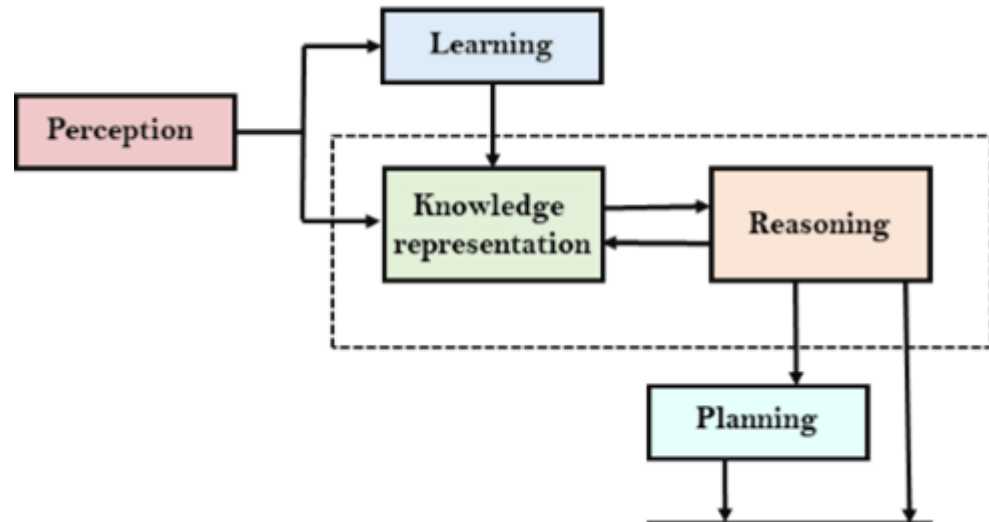 Learning
Perception
Knowledge
representation
Reasoning
Planning